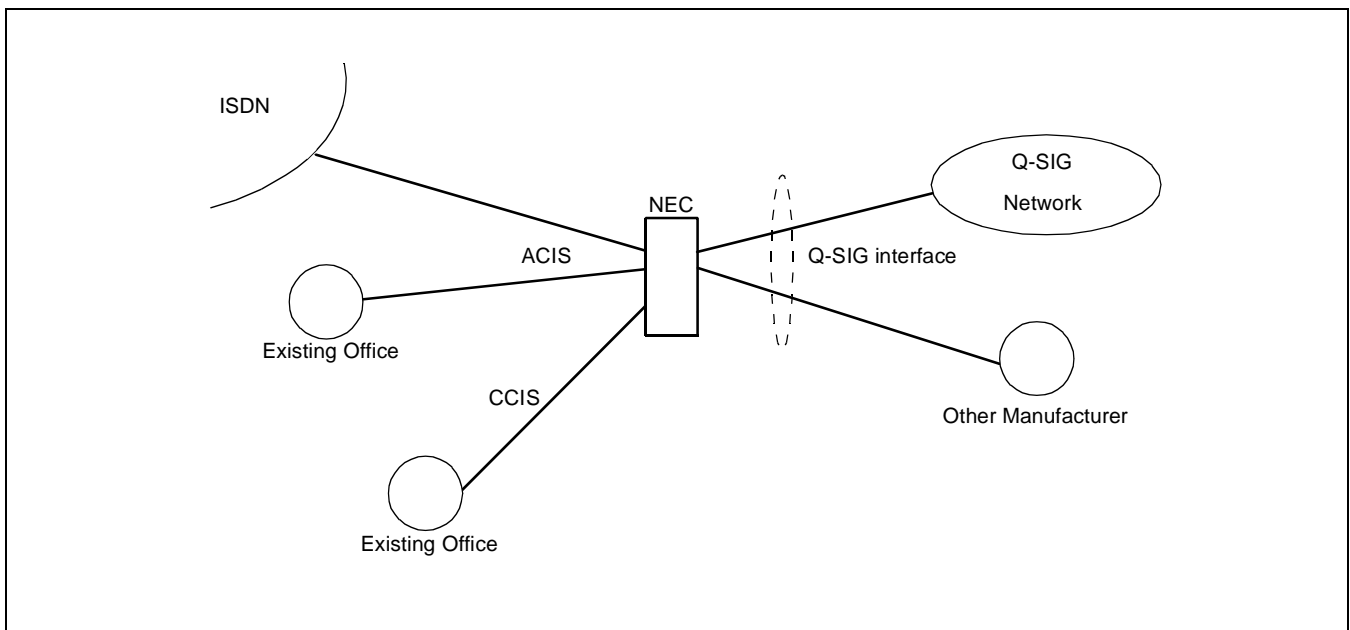 ISDN
Q-SIG
Network
NEC
ACIS
Q-SIG interface
Existing Office
CCIS
Other Manufacturer
Existing Office